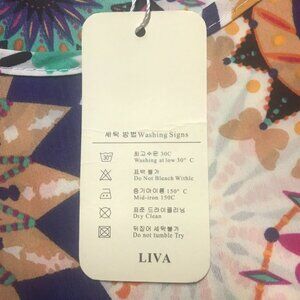 세탁 방법 Washing Signs
30°
최고수온 30C
Washing at low 30° C
표백 불가
Do Not Bleach Withle
증기아이롱 150° C
Mid-iron 150C
표준 드라이클리닝
Dry Clean
뒤집어 세탁불가
Do not tumble Try
LIVA